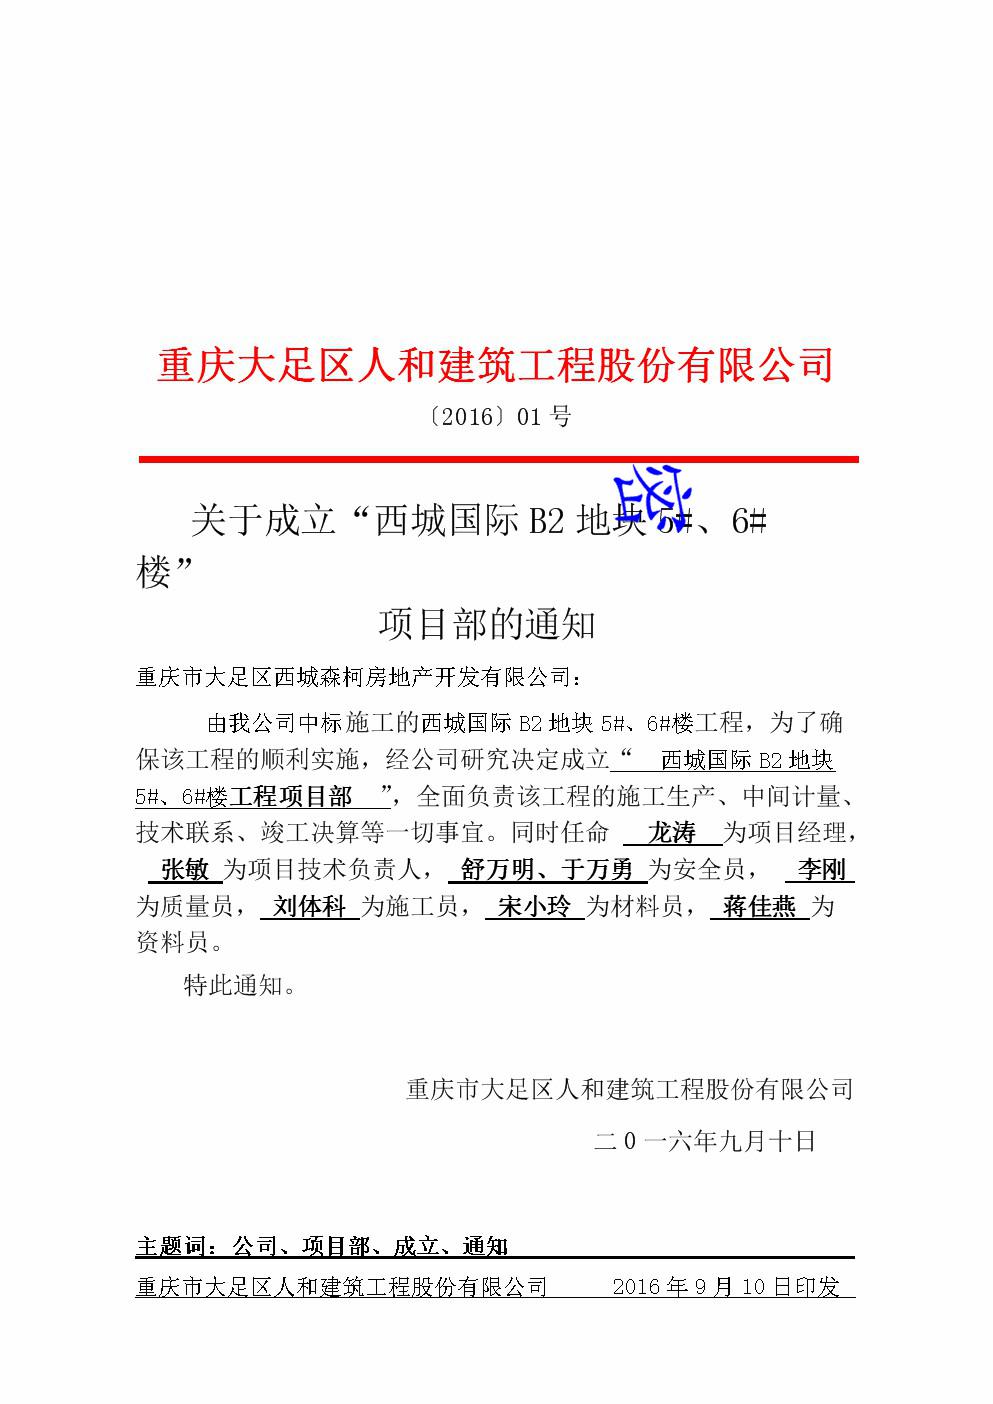 重庆大足区人和建筑工程股份有限公司
〔2016〕01号
关于成立“西城国际B2地块5#、6#
楼”
项目部的通知
重庆市大足区西城森柯房地产开发有限公司：
由我公司中标施工的西城国际B2地块5#、6#楼工程，为了确
保该工程的顺利实施，经公司研究决定成立“ 西城国际B2地块
5#、6#楼工程项目部 ”，全面负责该工程的施工生产、中间计量、
技术联系、竣工决算等一切事宜。同时任命 龙涛 为项目经理，
张敏 为项目技术负责人， 舒万明、于万勇 为安全员， 李刚
为质量员， 刘体科 为施工员， 宋小玲 为材料员， 蒋佳燕 为
资料员。
特此通知。
重庆市大足区人和建筑工程股份有限公司
二0一六年九月十日
主题词：公司、项目部、成立、通知
重庆市大足区人和建筑工程股份有限公司 2016年9月10日印发